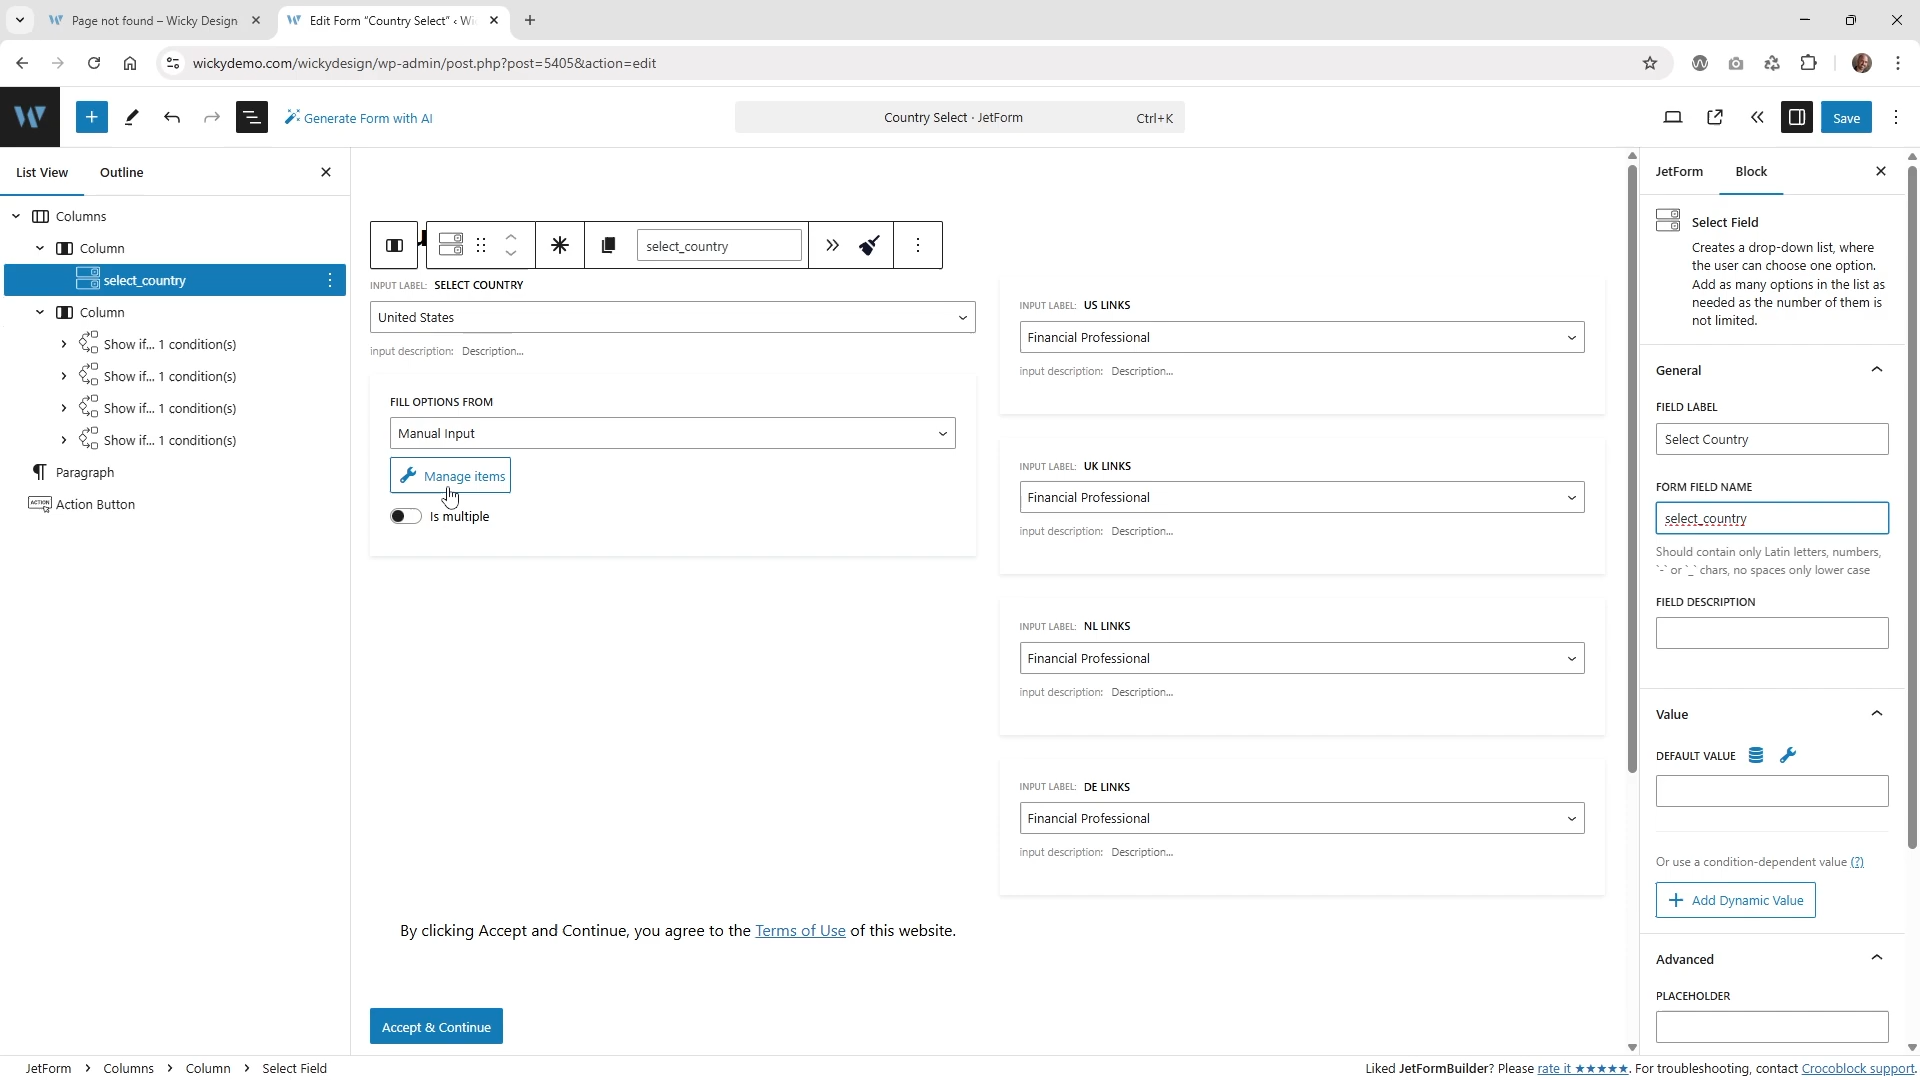 Page not found – Wicky Design
Edit Form "Country Select" ‹ Wi
wickydemo.com/wickydesign/wp-admin/post.php?post=5405&action=edit
Generate Form with AI
Country Select · JetForm
Ctrl+K
Save
List View
Outline
Columns
Column
select_country
Column
Show if... 1 condition(s)
Show if... 1 condition(s)
Show if... 1 condition(s)
Show if... 1 condition(s)
Paragraph
ACTION
Action Button
select_country
INPUT LABEL: SELECT COUNTRY
United States
input description: Description...
FILL OPTIONS FROM
Manual Input
Manage items
Is multiple
INPUT LABEL: US LINKS
Financial Professional
input description: Description...
INPUT LABEL: UK LINKS
Financial Professional
input description: Description...
INPUT LABEL: NL LINKS
Financial Professional
input description: Description...
INPUT LABEL: DE LINKS
Financial Professional
input description: Description...
By clicking Accept and Continue, you agree to the Terms of Use of this website.
Accept & Continue
JetForm
Block
Select Field
Creates a drop-down list, where
the user can choose one option.
Add as many options in the list as
needed as the number of them is
not limited.
General
FIELD LABEL
Select Country
FORM FIELD NAME
select_country
Should contain only Latin letters, numbers,
`-` or `_` chars, no spaces only lower case
FIELD DESCRIPTION
Value
DEFAULT VALUE
Or use a condition-dependent value (?)
Add Dynamic Value
Advanced
PLACEHOLDER
JetForm > Columns > Column > Select Field
Liked JetFormBuilder? Please rate it ★★★★★. For troubleshooting, contact Crocoblock support.